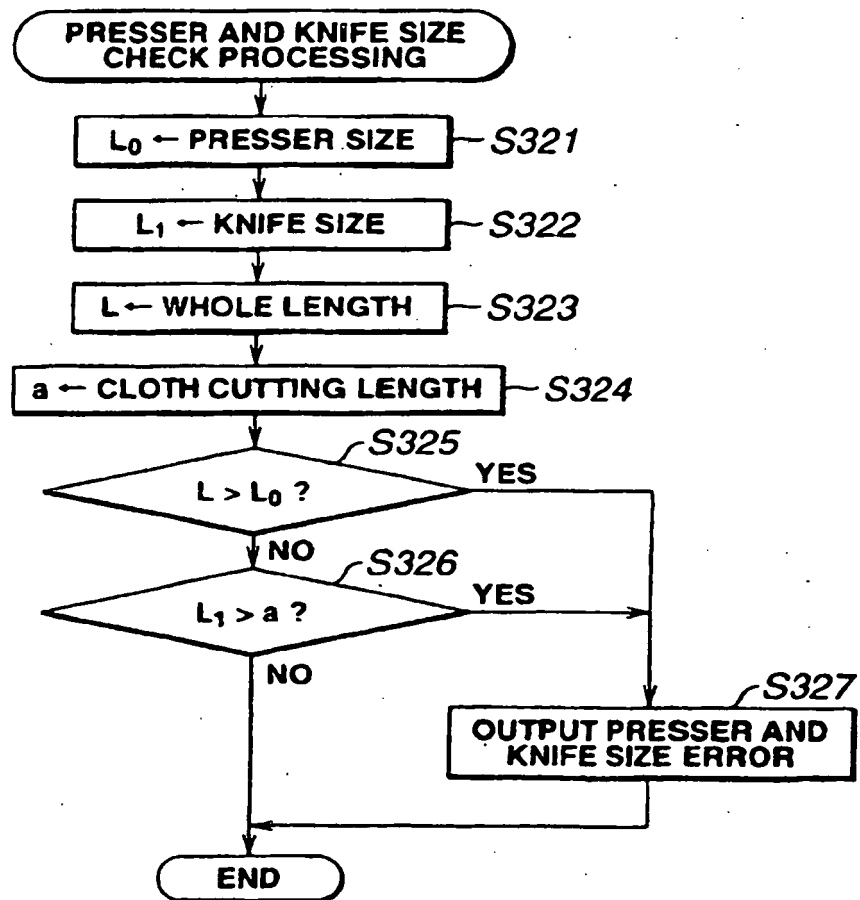 PRESSER AND KNIFE SIZE
CHECK PROCESSING
L₀ ← PRESSER SIZE
S321
L₁ ← KNIFE SIZE
S322
L ← WHOLE LENGTH
S323
a ← CLOTH CUTTING LENGTH
S324
S325
L > L₀ ?
YES
NO
S326
L₁ > a ?
YES
NO
S327
OUTPUT PRESSER AND
KNIFE SIZE ERROR
END